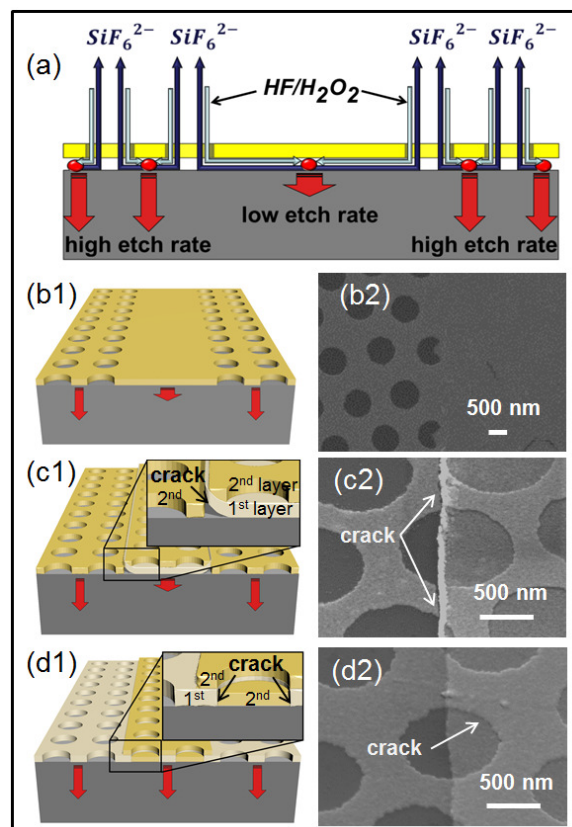 SiF₆²⁻ SiF₆²⁻ SiF₆²⁻ SiF₆²⁻
(a)
HF/H₂O₂
low etch rate
high etch rate high etch rate
(b1)
(b2)
500 nm
(c1)
crack
2nd 2nd layer
1st layer
(c2)
crack
500 nm
(d1)
crack
2nd
1st 2nd
(d2)
crack
500 nm